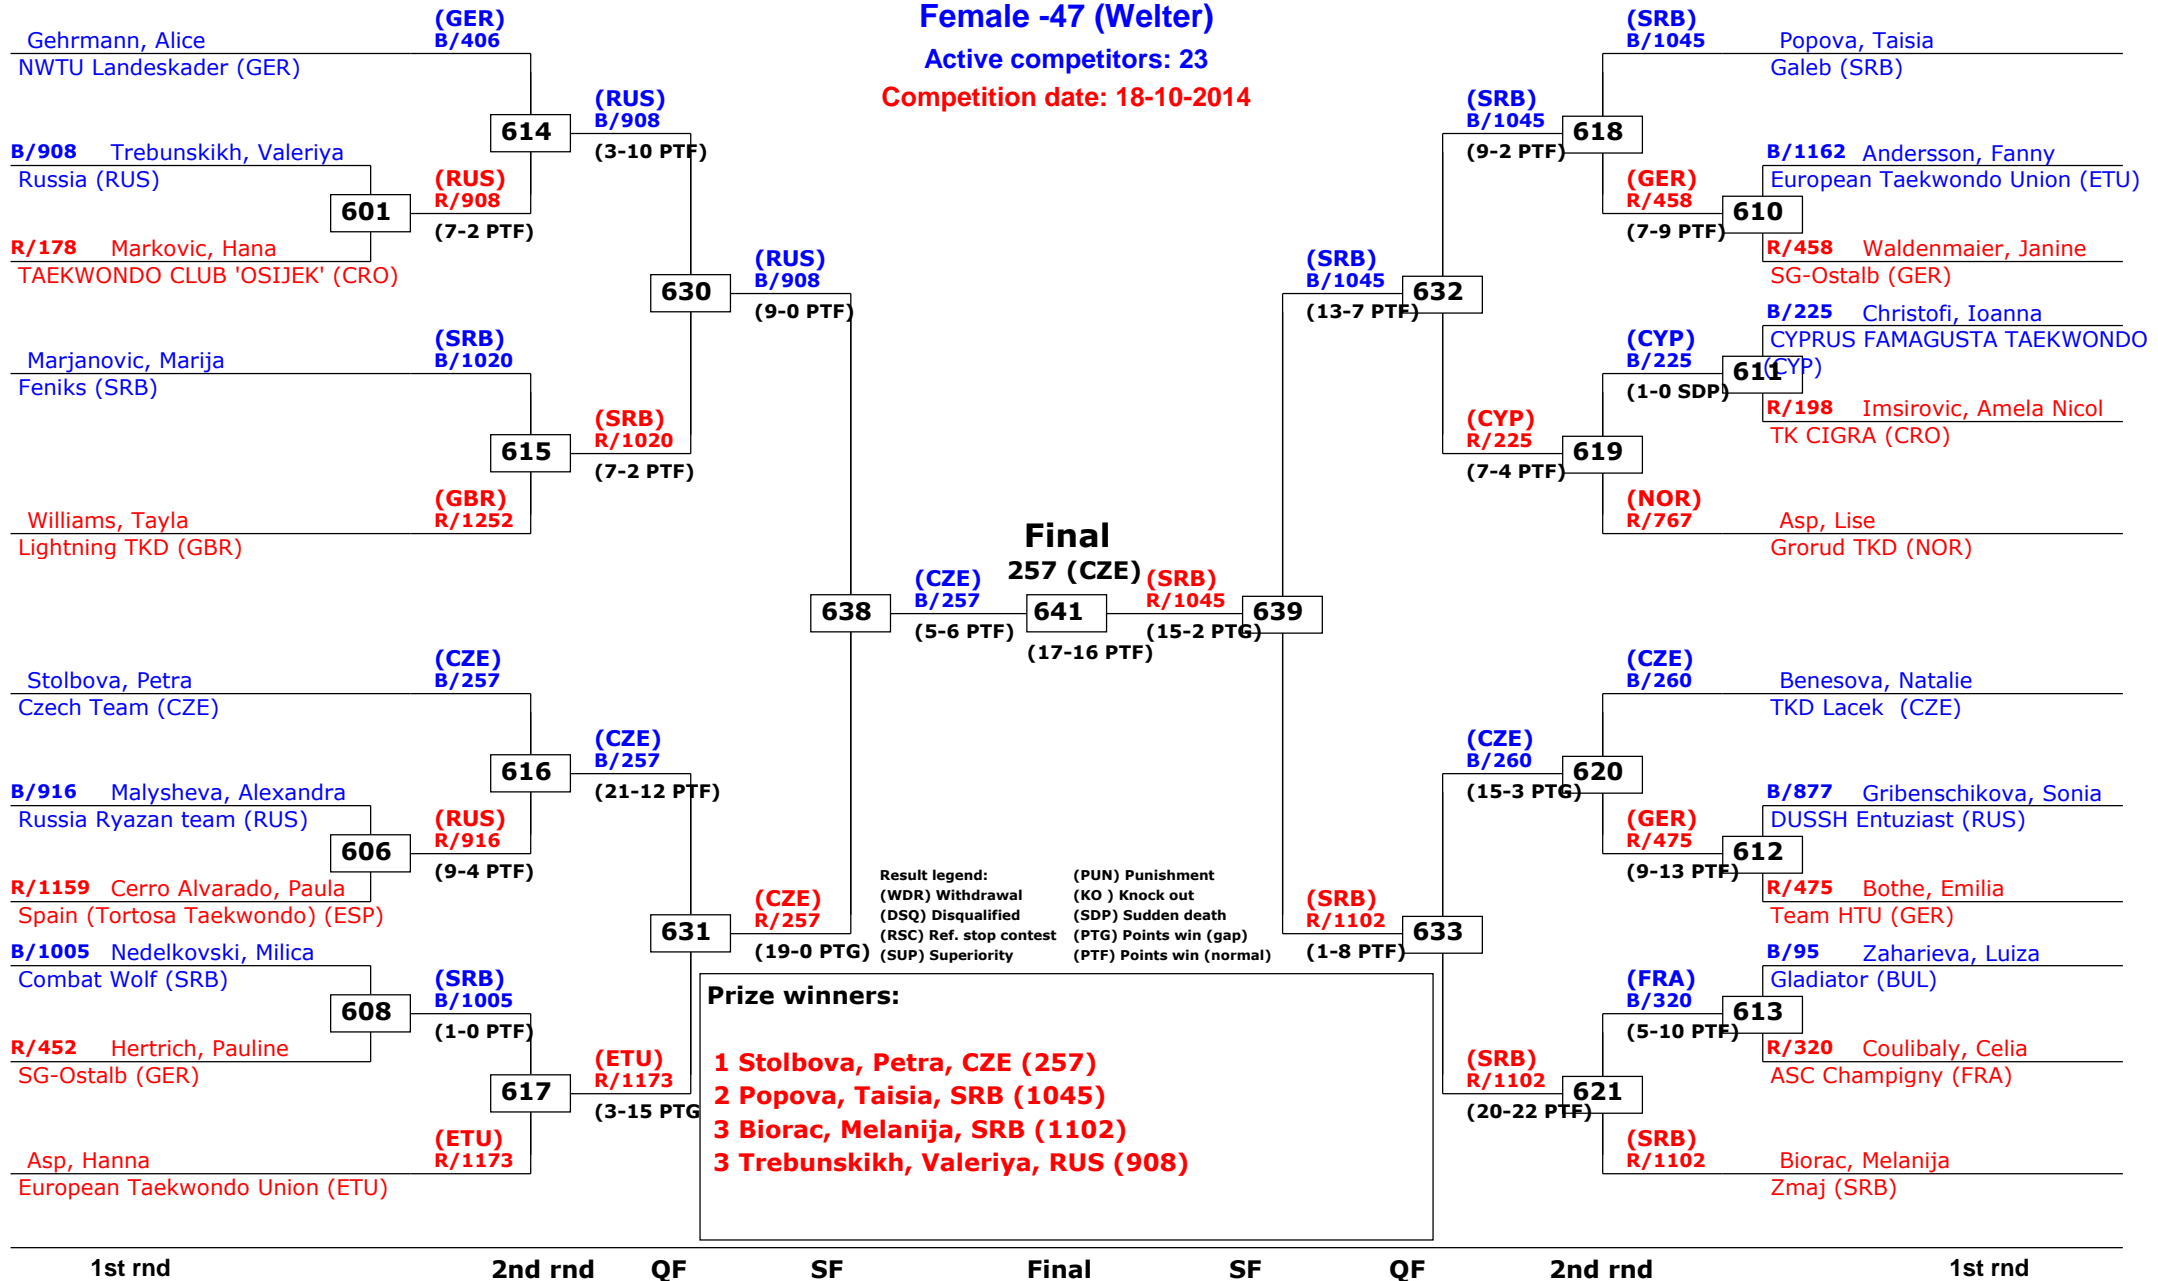 Female -47 (Welter)
Active competitors: 23
Competition date: 18-10-2014
Gehrmann, Alice
NWTU Landeskader (GER)
(GER)
B/406
B/908 Trebunskikh, Valeriya
Russia (RUS)
601
R/178 Markovic, Hana
TAEKWONDO CLUB 'OSIJEK' (CRO)
(RUS)
R/908
(7-2 PTF)
614
(RUS)
B/908
(3-10 PTF)
Marjanovic, Marija
Feniks (SRB)
(SRB)
B/1020
615
(SRB)
R/1020
(7-2 PTF)
Williams, Tayla
Lightning TKD (GBR)
(GBR)
R/1252
630
(RUS)
B/908
(9-0 PTF)
Stolbova, Petra
Czech Team (CZE)
(CZE)
B/257
616
(CZE)
B/257
(21-12 PTF)
B/916 Malysheva, Alexandra
Russia Ryazan team (RUS)
606
(RUS)
R/916
(9-4 PTF)
R/1159 Cerro Alvarado, Paula
Spain (Tortosa Taekwondo) (ESP)
B/1005 Nedelkovski, Milica
Combat Wolf (SRB)
608
(SRB)
B/1005
(1-0 PTF)
R/452 Hertrich, Pauline
SG-Ostalb (GER)
617
(ETU)
R/1173
(3-15 PTG
Asp, Hanna
European Taekwondo Union (ETU)
(ETU)
R/1173
631
(CZE)
R/257
(19-0 PTG)
638
(CZE)
B/257
(5-6 PTF)
Final
257 (CZE)
641
(17-16 PTF)
(SRB)
R/1045
(15-2 PTG)
639
(SRB)
B/1045
(13-7 PTF)
632
(SRB)
B/1045
(9-2 PTF)
618
(SRB)
B/1045
Popova, Taisia
Galeb (SRB)
B/1162 Andersson, Fanny
European Taekwondo Union (ETU)
(GER)
R/458
(7-9 PTF)
610
R/458 Waldenmaier, Janine
SG-Ostalb (GER)
B/225 Christofi, Ioanna
CYPRUS FAMAGUSTA TAEKWONDO
(CYP)
(CYP)
B/225
(1-0 SDP)
611
R/198 Imsirovic, Amela Nicol
TK CIGRA (CRO)
(CYP)
R/225
(7-4 PTF)
619
(NOR)
R/767
Asp, Lise
Grorud TKD (NOR)
(CZE)
B/260
Benesova, Natalie
TKD Lacek (CZE)
(CZE)
B/260
(15-3 PTG)
620
B/877 Gribenschikova, Sonia
DUSSH Entuziast (RUS)
(GER)
R/475
(9-13 PTF)
612
R/475 Bothe, Emilia
Team HTU (GER)
(SRB)
R/1102
(1-8 PTF)
633
B/95 Zaharieva, Luiza
Gladiator (BUL)
(FRA)
B/320
(5-10 PTF)
613
R/320 Coulibaly, Celia
ASC Champigny (FRA)
(SRB)
R/1102
(20-22 PTF)
621
(SRB)
R/1102
Biorac, Melanija
Zmaj (SRB)
Result legend: (PUN) Punishment
(WDR) Withdrawal (KO ) Knock out
(DSQ) Disqualified (SDP) Sudden death
(RSC) Ref. stop contest (PTG) Points win (gap)
(SUP) Superiority (PTF) Points win (normal)
Prize winners:
1 Stolbova, Petra, CZE (257)
2 Popova, Taisia, SRB (1045)
3 Biorac, Melanija, SRB (1102)
3 Trebunskikh, Valeriya, RUS (908)
1st rnd 2nd rnd QF SF Final SF QF 2nd rnd 1st rnd